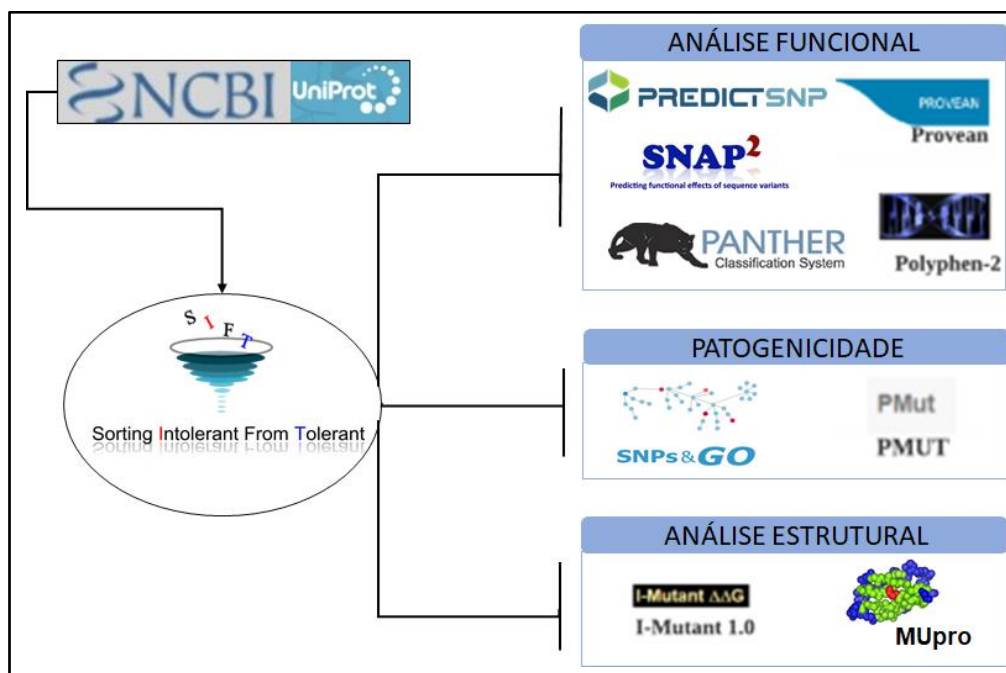 NCBI
UniProt
SIFT
Sorting Intolerant From Tolerant
ANÁLISE FUNCIONAL
PREDICTSNP
PROVEAN
Provean
SNAP²
Predicting functional effects of sequence variants
PANTHER
Classification System
Polyphen-2
PATOGENICIDADE
SNPs&GO
PMut
PMUT
ANÁLISE ESTRUTURAL
I-Mutant ΔΔG
I-Mutant 1.0
MUpro